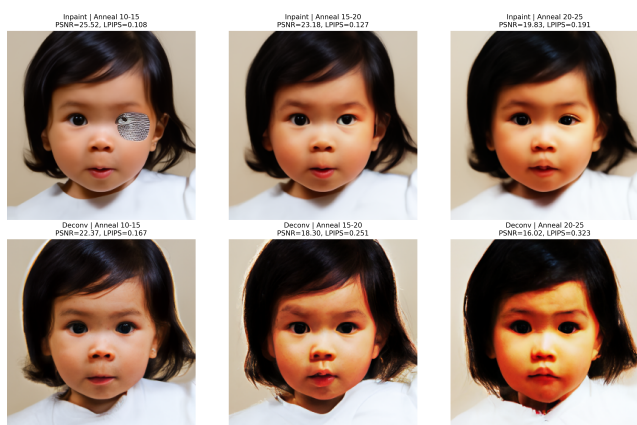 Inpaint | Anneal 10-15
PSNR=25.52, LPIPS=0.108
Inpaint | Anneal 15-20
PSNR=23.18, LPIPS=0.127
Inpaint | Anneal 20-25
PSNR=19.83, LPIPS=0.191
Deconv | Anneal 10-15
PSNR=22.37, LPIPS=0.167
Deconv | Anneal 15-20
PSNR=18.30, LPIPS=0.251
Deconv | Anneal 20-25
PSNR=16.02, LPIPS=0.323